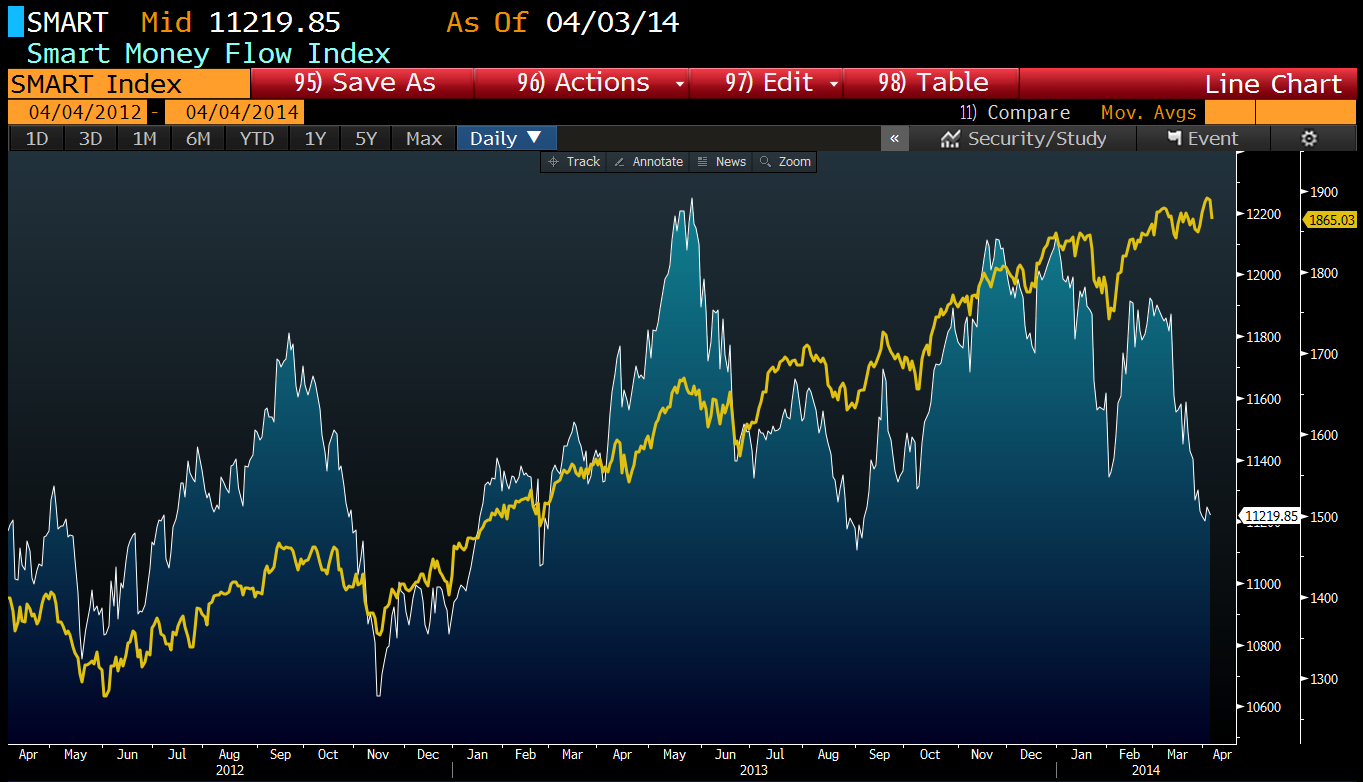 SMART Mid 11219.85 As Of 04/03/14
Smart Money Flow Index
SMART Index 95) Save As 96) Actions 97) Edit 98) Table Line Chart
04/04/2012 - 04/04/2014 11) Compare Mov. Avgs
1D 3D 1M 6M YTD 1Y 5Y Max Daily ▼ « Security/Study Event
Track Annotate News Zoom
1900
12200
1865.03
12000
1800
11800
1700
11600
1600
11400
11219.85
1500
11200
11000
1400
10800
1300
10600
Apr May Jun Jul Aug Sep Oct Nov Dec Jan Feb Mar Apr May Jun Jul Aug Sep Oct Nov Dec Jan Feb Mar Apr
2012 2013 2014